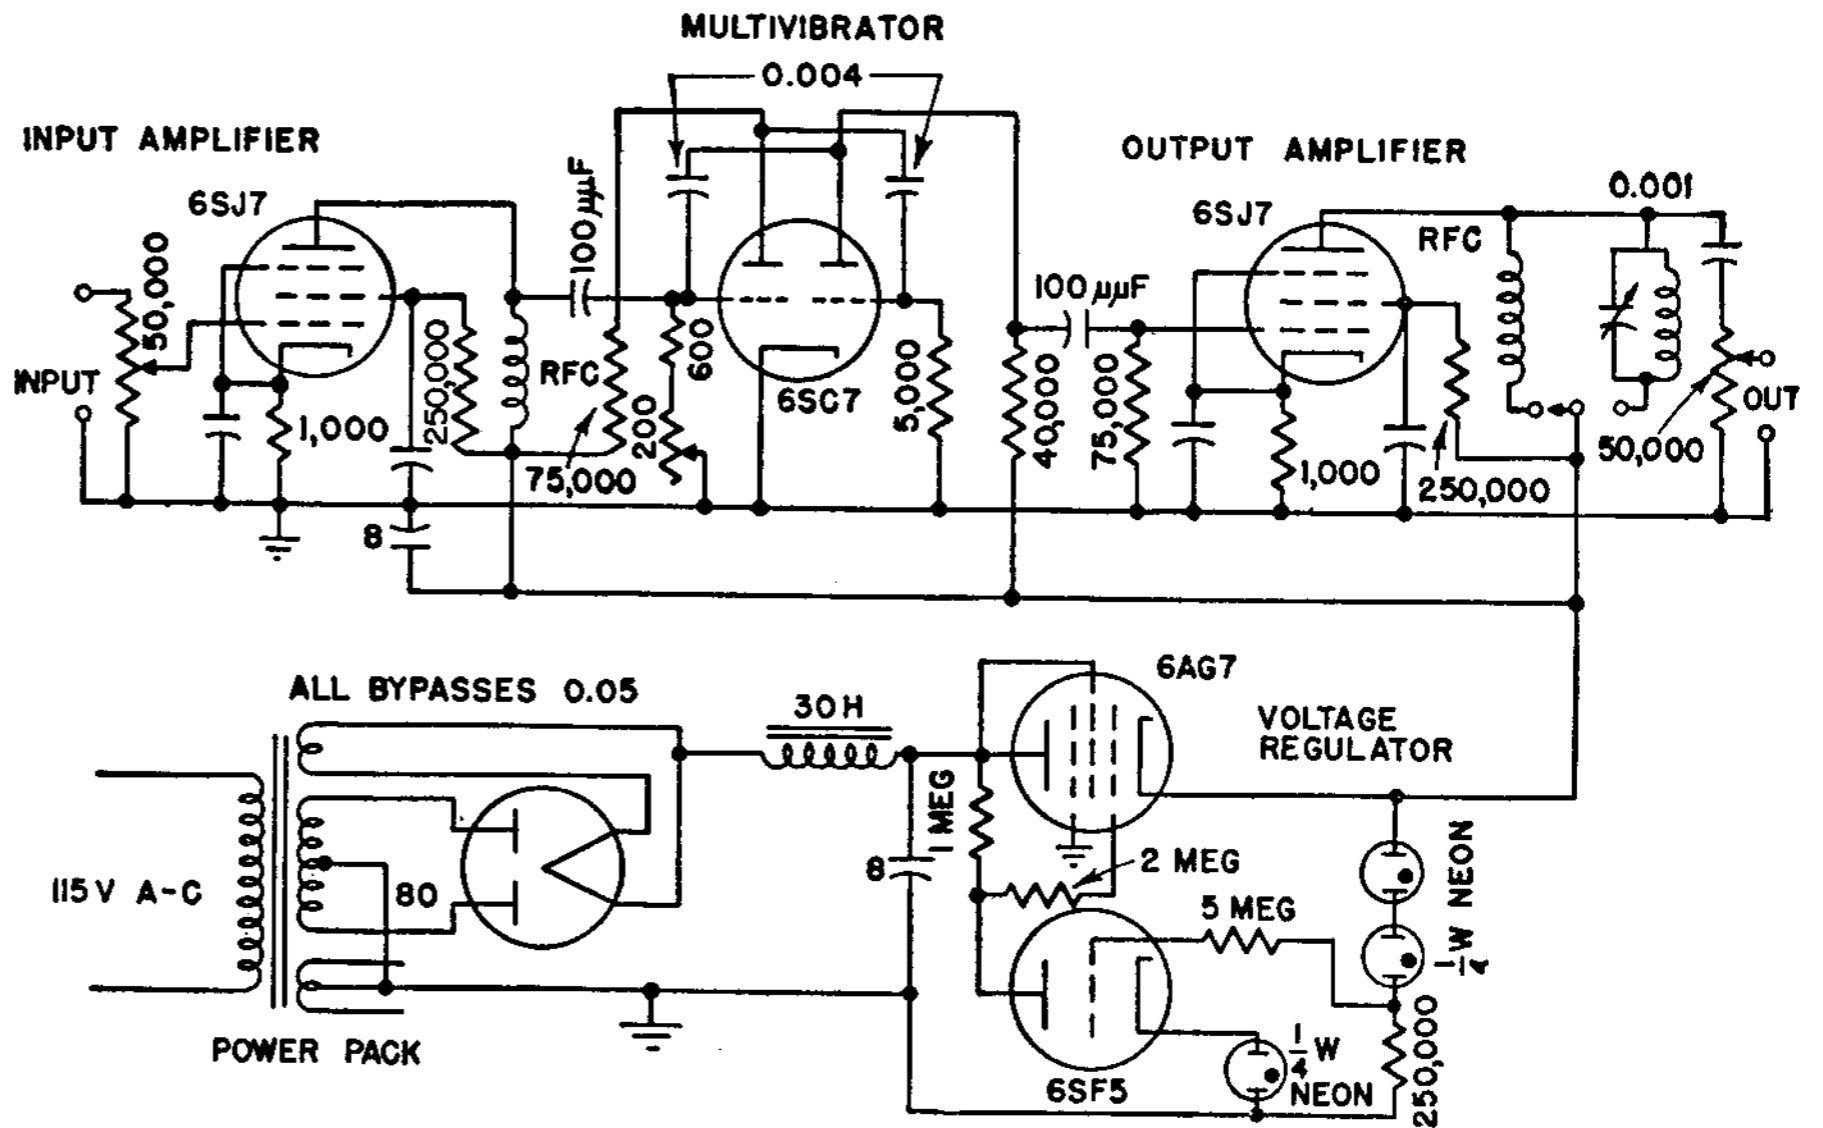 MULTIVIBRATOR
0.004
INPUT AMPLIFIER
OUTPUT AMPLIFIER
6SJ7
100 μμF
6SJ7
RFC
0.001
50,000
INPUT
1,000
250,000
RFC
75,000
600
200
6SC7
5,000
100 μμF
40,000
75,000
1,000
250,000
50,000
OUT
8
ALL BYPASSES 0.05
30H
6AG7
VOLTAGE
REGULATOR
1 MEG
8
2 MEG
5 MEG
1/4 W NEON
115V A-C
80
POWER PACK
6SF5
1/4 W
NEON
250,000